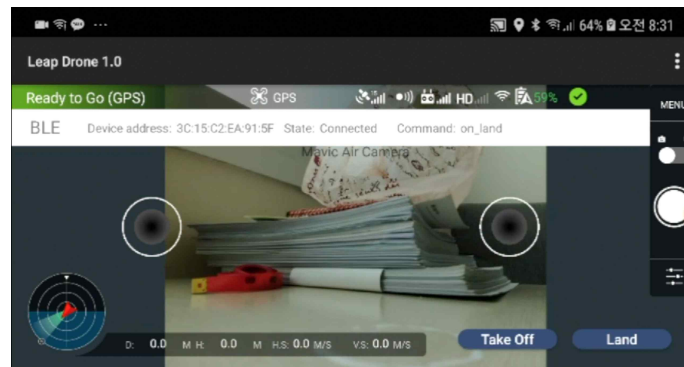 64% 오전 8:31
Leap Drone 1.0
Ready to Go (GPS) GPS HD 59%
MENU
BLE Device address: 3C:15:C2:EA:91:5F State: Connected Command: on_land
Mavic Air Camera
Take Off Land
D: 0.0 M H: 0.0 M H.S: 0.0 M/S V.S: 0.0 M/S